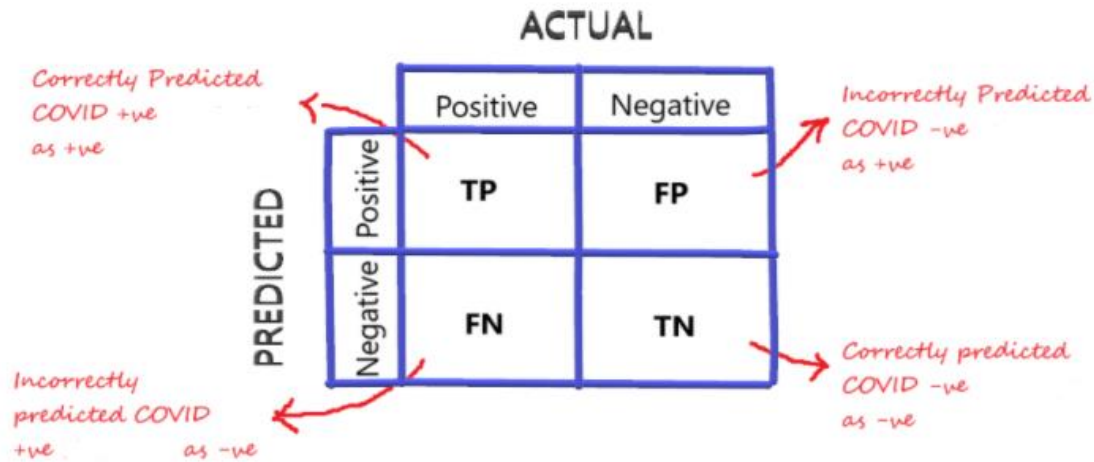 ACTUAL
Correctly Predicted
COVID +ve
as +ve
Positive
Negative
Incorrectly Predicted
COVID -ve
as +ve
PREDICTED
Positive
TP
FP
Negative
FN
TN
Incorrectly
predicted COVID
+ve as -ve
Correctly predicted
COVID -ve
as -ve